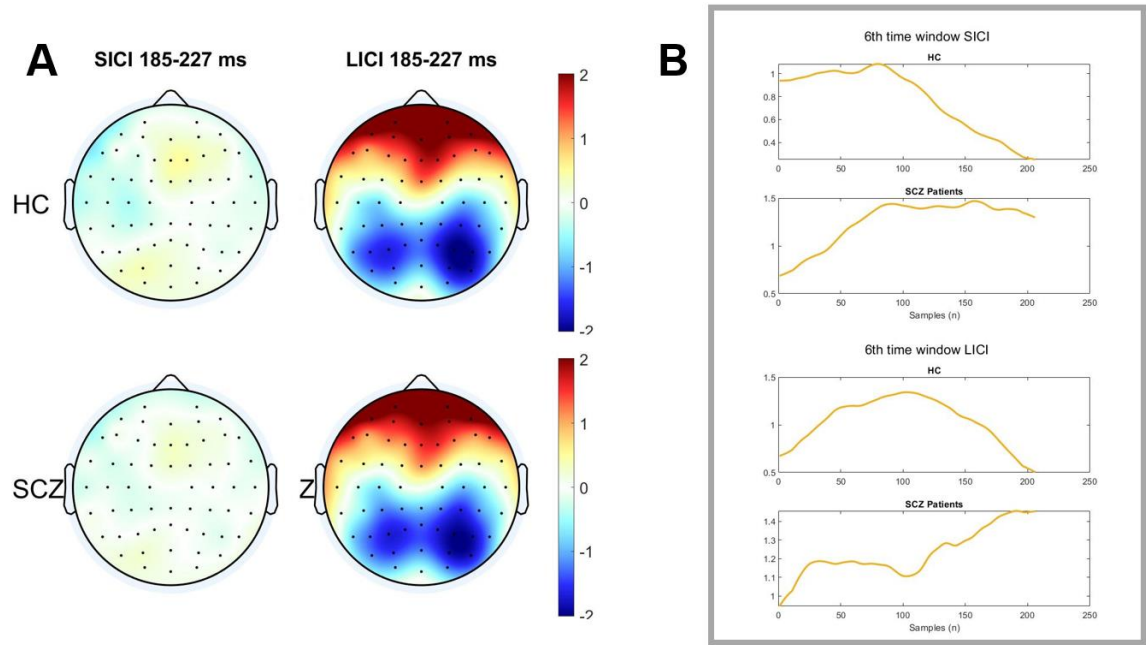 A
SICI 185-227 ms
LICI 185-227 ms
HC
2
1
0
-1
-2
SCZ
Z
2
1
0
-1
-2
B
6th time window SICI
HC
1
0.8
0.6
0.4
0 50 100 150 200 250
SCZ Patients
1.5
1
0.5
0 50 100 150 200 250
Samples (n)
6th time window LICI
HC
1.5
1
0.5
0 50 100 150 200 250
SCZ Patients
1.4
1.3
1.2
1.1
1
0 50 100 150 200 250
Samples (n)